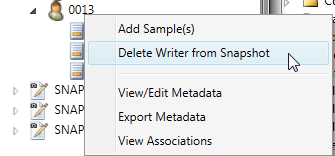 0013
Add Sample(s)
Delete Writer from Snapshot
View/Edit Metadata
SNAP
Export Metadata
SNAP
View Associations
SNAP